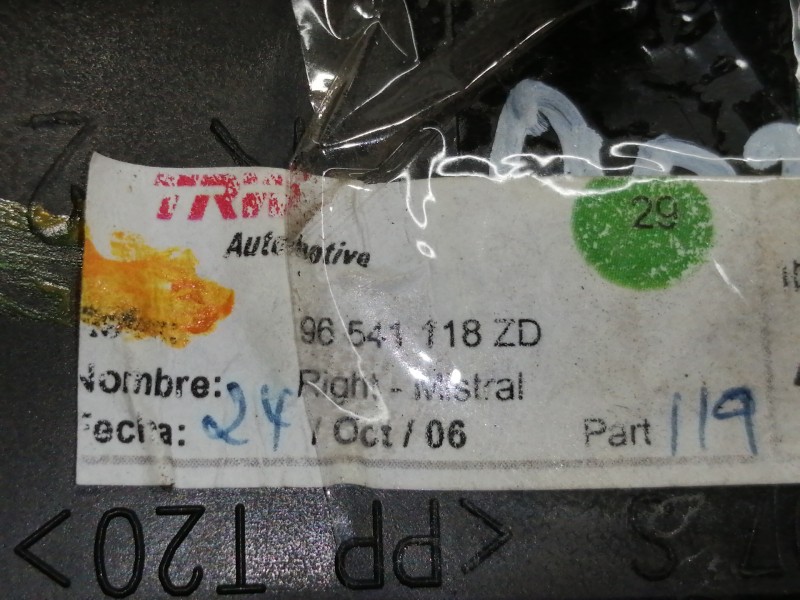 TRW
Automotive
29
96 541 118 ZD
Nombre: Right - Mistral
Fecha: 24 / Oct / 06 Part 119
>PP T20<